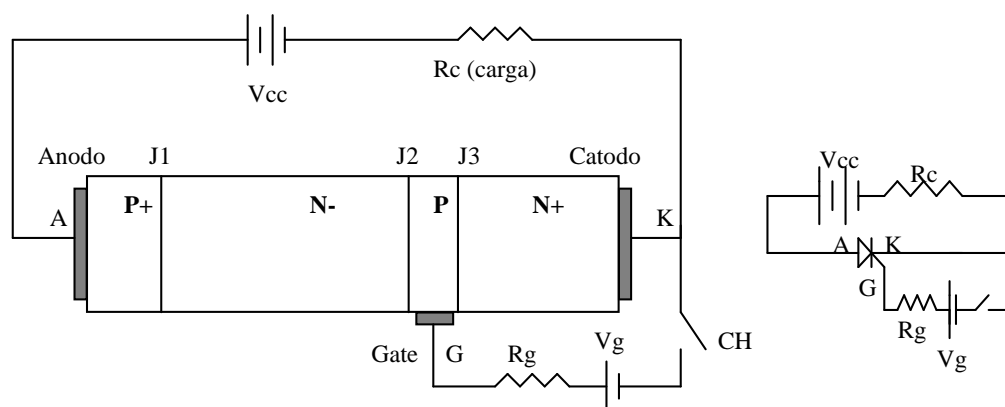 Rc (carga)
Vcc
Anodo J1 J2 J3 Catodo
P+ N- P N+
A K
Gate G Rg Vg CH
Vcc Rc
A K
G
Rg
Vg